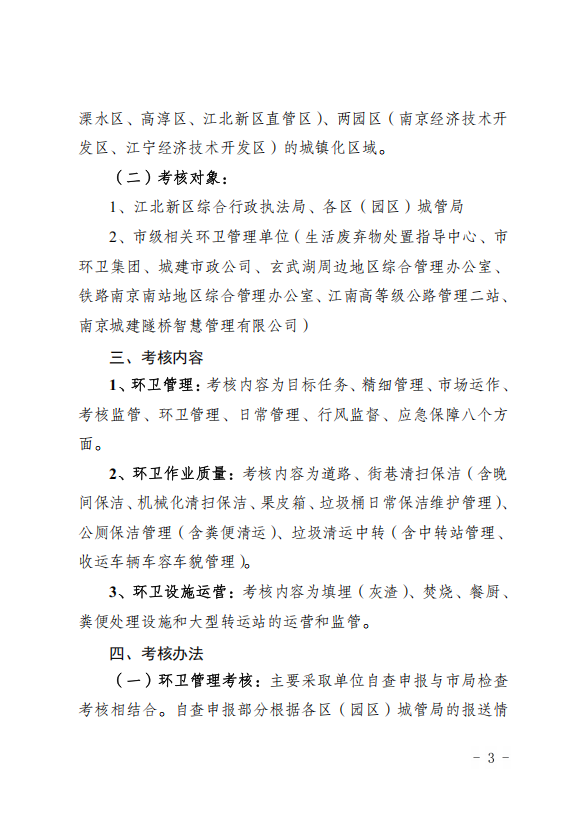 溧水区、高淳区、江北新区直管区）、两园区（南京经济技术开
发区、江宁经济技术开发区）的城镇化区域。
（二）考核对象：
1、江北新区综合行政执法局、各区（园区）城管局
2、市级相关环卫管理单位（生活废弃物处置指导中心、市
环卫集团、城建市政公司、玄武湖周边地区综合管理办公室、
铁路南京南站地区综合管理办公室、江南高等级公路管理二站、
南京城建隧桥智慧管理有限公司）
三、考核内容
1、环卫管理：考核内容为目标任务、精细管理、市场运作、
考核监管、环卫管理、日常管理、行风监督、应急保障八个方
面。
2、环卫作业质量：考核内容为道路、街巷清扫保洁（含晚
间保洁、机械化清扫保洁、果皮箱、垃圾桶日常保洁维护管理）、
公厕保洁管理（含粪便清运）、垃圾清运中转（含中转站管理、
收运车辆车容车貌管理）。
3、环卫设施运营：考核内容为填埋（灰渣）、焚烧、餐厨、
粪便处理设施和大型转运站的运营和监管。
四、考核办法
（一）环卫管理考核：主要采取单位自查申报与市局检查
考核相结合。自查申报部分根据各区（园区）城管局的报送情
- 3 -